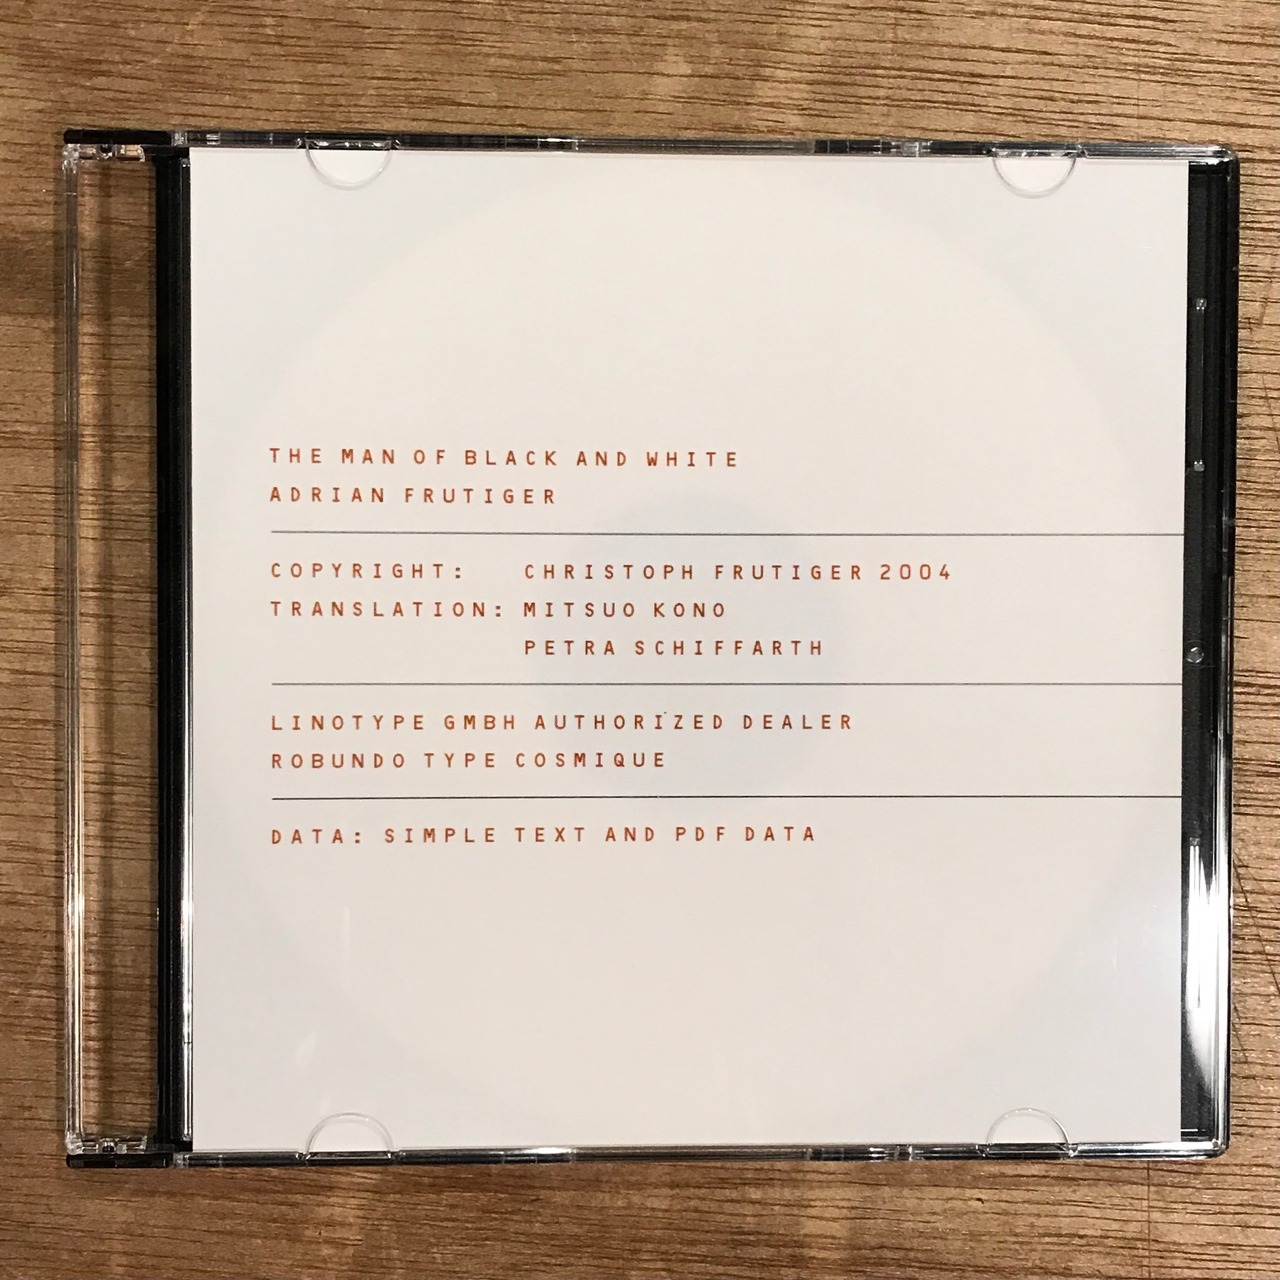 THE MAN OF BLACK AND WHITE
ADRIAN FRUTIGER
COPYRIGHT: CHRISTOPH FRUTIGER 2004
TRANSLATION: MITSUO KONO
PETRA SCHIFFARTH
LINOTYPE GMBH AUTHORIZED DEALER
ROBUNDO TYPE COSMIQUE
DATA: SIMPLE TEXT AND PDF DATA